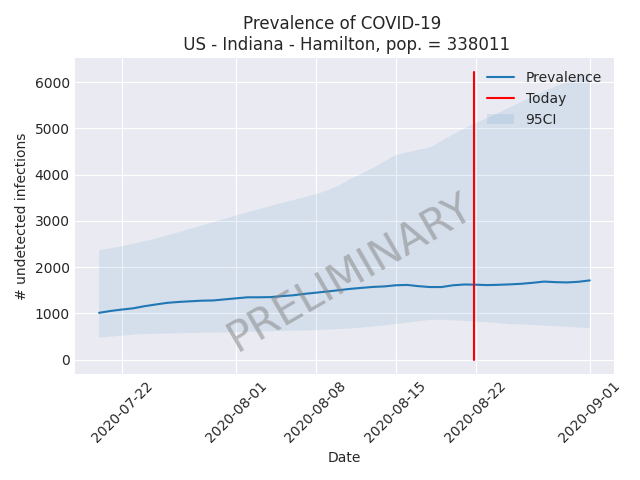 Prevalence of COVID-19
US - Indiana - Hamilton, pop. = 338011
6000
5000
4000
3000
2000
1000
0
# undetected infections
Prevalence
Today
95CI
PRELIMINARY
2020-07-22
2020-08-01
2020-08-08
2020-08-15
2020-08-22
2020-09-01
Date